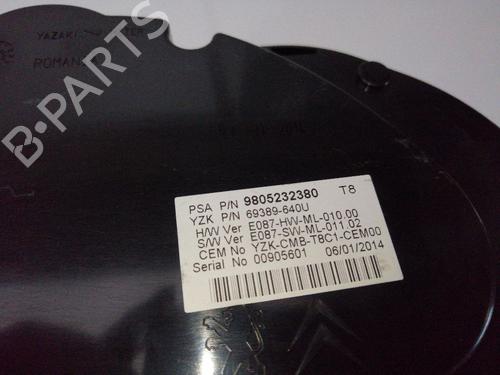 YAZAKI
ROMAN
B-PARTS
PSA P/N 9805232380 T8
YZK P/N 69389-640U
H/W Ver E087-HW-ML-010.00
S/W Ver E087-SW-ML-011.02
CEM No YZK-CMB-T8C1-CEM00
Serial No 00905601 06/01/2014